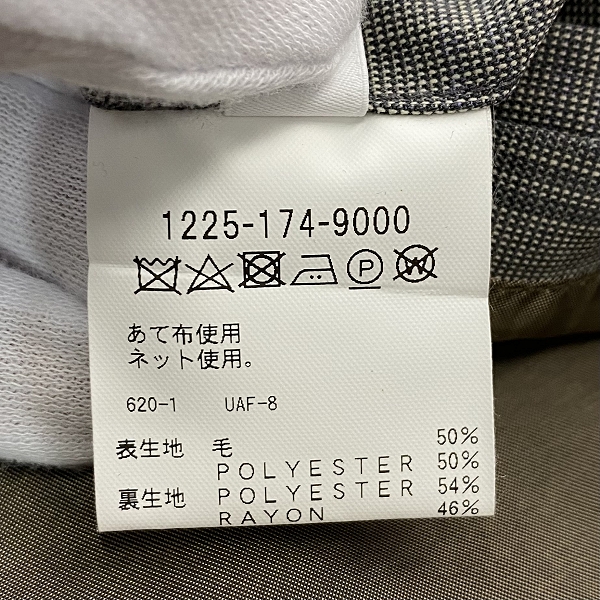 1225-174-9000
P W
あて布使用
ネット使用。
620-1 UAF-8
表生地 毛 50%
POLYESTER 50%
裏生地 POLYESTER 54%
RAYON 46%